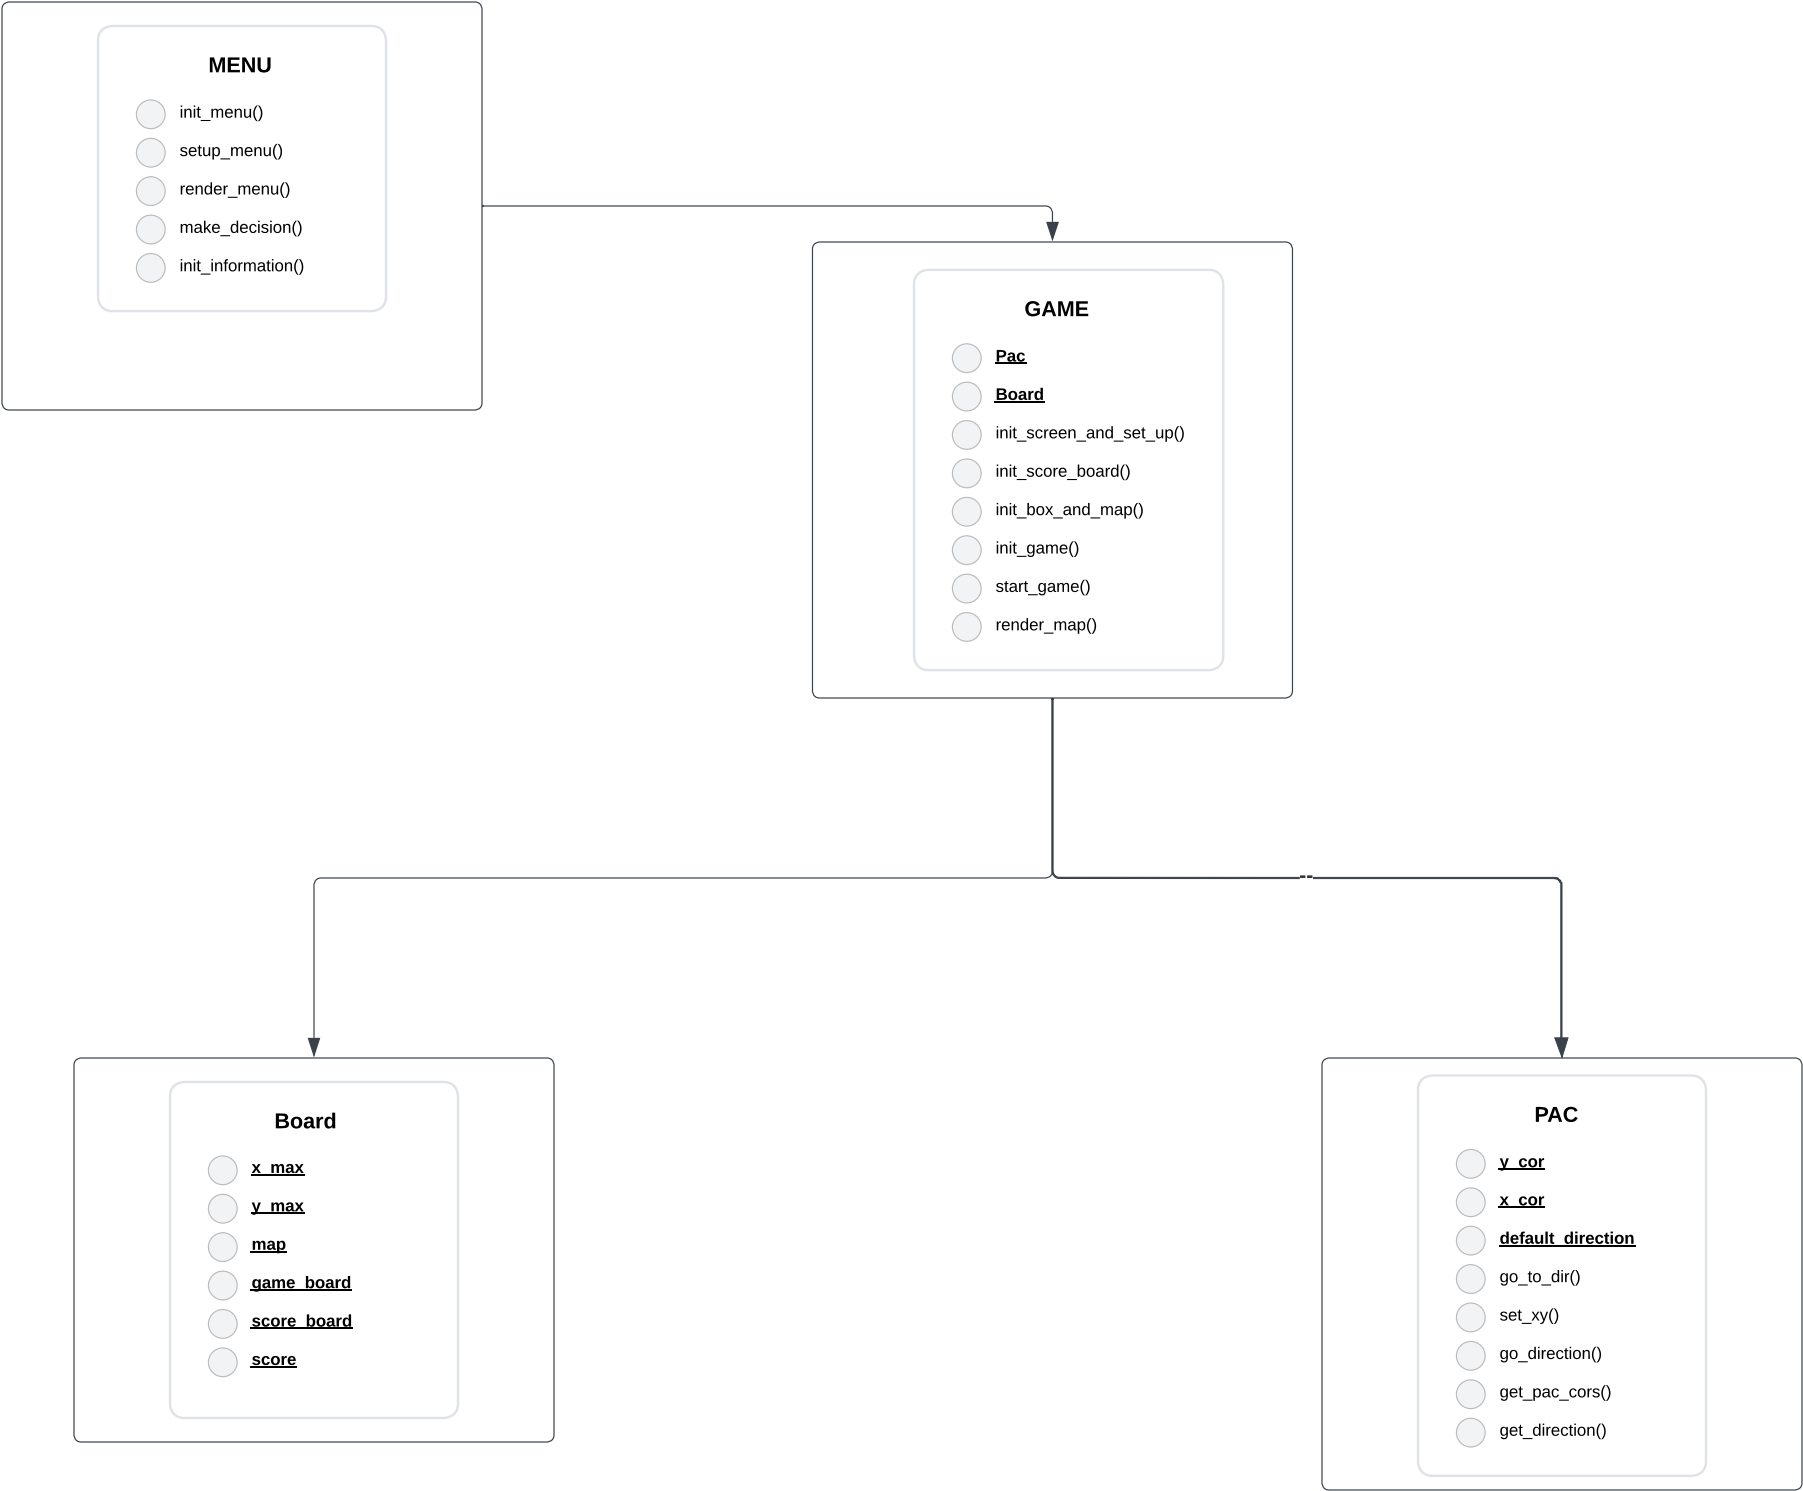 MENU
init_menu()
setup_menu()
render_menu()
make_decision()
init_information()
GAME
Pac
Board
init_screen_and_set_up()
init_score_board()
init_box_and_map()
init_game()
start_game()
render_map()
--
Board
x_max
y_max
map
game_board
score_board
score
PAC
y_cor
x_cor
default_direction
go_to_dir()
set_xy()
go_direction()
get_pac_cors()
get_direction()